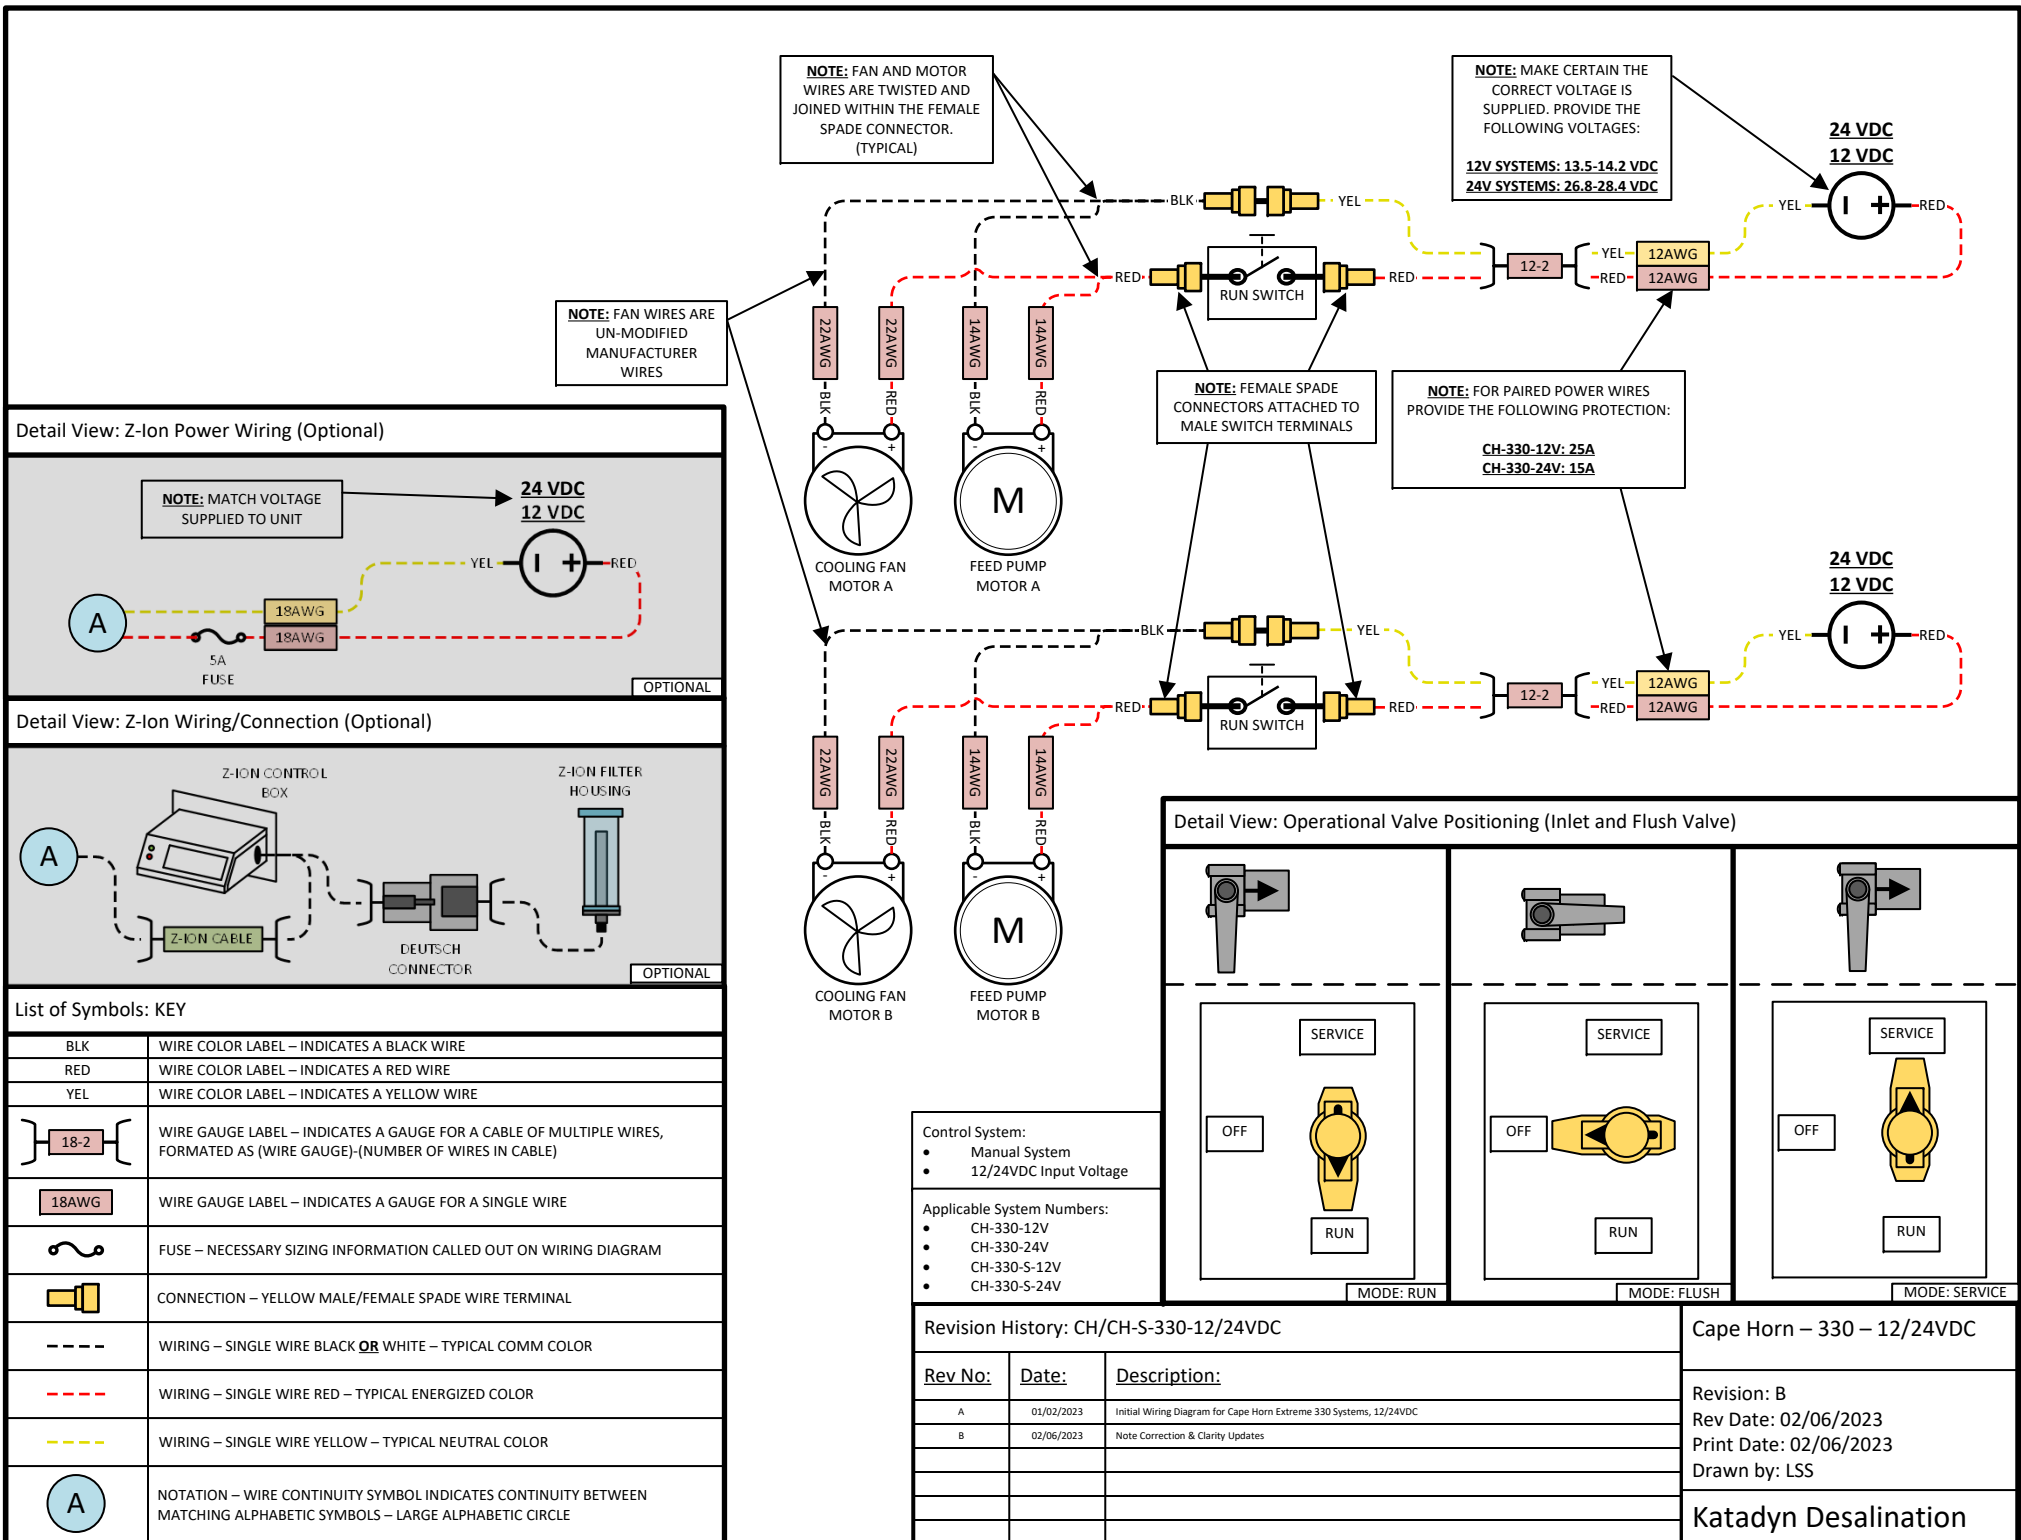 NOTE: FAN AND MOTOR
WIRES ARE TWISTED AND
JOINED WITHIN THE FEMALE
SPADE CONNECTOR.
(TYPICAL)
NOTE: MAKE CERTAIN THE
CORRECT VOLTAGE IS
SUPPLIED. PROVIDE THE
FOLLOWING VOLTAGES:
12V SYSTEMS: 13.5-14.2 VDC
24V SYSTEMS: 26.8-28.4 VDC
24 VDC
12 VDC
BLK
YEL
YEL
RED
RED
RUN SWITCH
RED
12-2
YEL
RED
12AWG
12AWG
NOTE: FAN WIRES ARE
UN-MODIFIED
MANUFACTURER
WIRES
22AWG
22AWG
14AWG
14AWG
BLK
RED
BLK
RED
- +
- +
M
COOLING FAN
MOTOR A
FEED PUMP
MOTOR A
NOTE: FEMALE SPADE
CONNECTORS ATTACHED TO
MALE SWITCH TERMINALS
NOTE: FOR PAIRED POWER WIRES
PROVIDE THE FOLLOWING PROTECTION:
CH-330-12V: 25A
CH-330-24V: 15A
24 VDC
12 VDC
BLK
YEL
YEL
RED
RED
RUN SWITCH
RED
12-2
YEL
RED
12AWG
12AWG
22AWG
22AWG
14AWG
14AWG
BLK
RED
BLK
RED
- +
- +
M
COOLING FAN
MOTOR B
FEED PUMP
MOTOR B
Detail View: Z-Ion Power Wiring (Optional)
NOTE: MATCH VOLTAGE
SUPPLIED TO UNIT
24 VDC
12 VDC
YEL
RED
A
18AWG
18AWG
5A
FUSE
OPTIONAL
Detail View: Z-Ion Wiring/Connection (Optional)
Z-ION CONTROL
BOX
Z-ION FILTER
HOUSING
A
Z-ION CABLE
DEUTSCH
CONNECTOR
OPTIONAL
List of Symbols: KEY
BLK WIRE COLOR LABEL – INDICATES A BLACK WIRE
RED WIRE COLOR LABEL – INDICATES A RED WIRE
YEL WIRE COLOR LABEL – INDICATES A YELLOW WIRE
18-2 WIRE GAUGE LABEL – INDICATES A GAUGE FOR A CABLE OF MULTIPLE WIRES,
FORMATED AS (WIRE GAUGE)-(NUMBER OF WIRES IN CABLE)
18AWG WIRE GAUGE LABEL – INDICATES A GAUGE FOR A SINGLE WIRE
FUSE – NECESSARY SIZING INFORMATION CALLED OUT ON WIRING DIAGRAM
CONNECTION – YELLOW MALE/FEMALE SPADE WIRE TERMINAL
WIRING – SINGLE WIRE BLACK OR WHITE – TYPICAL COMM COLOR
WIRING – SINGLE WIRE RED – TYPICAL ENERGIZED COLOR
WIRING – SINGLE WIRE YELLOW – TYPICAL NEUTRAL COLOR
A NOTATION – WIRE CONTINUITY SYMBOL INDICATES CONTINUITY BETWEEN
MATCHING ALPHABETIC SYMBOLS – LARGE ALPHABETIC CIRCLE
Detail View: Operational Valve Positioning (Inlet and Flush Valve)
SERVICE
OFF
RUN
MODE: RUN
SERVICE
OFF
RUN
MODE: FLUSH
SERVICE
OFF
RUN
MODE: SERVICE
Control System:
• Manual System
• 12/24VDC Input Voltage
Applicable System Numbers:
• CH-330-12V
• CH-330-24V
• CH-330-S-12V
• CH-330-S-24V
Revision History: CH/CH-S-330-12/24VDC
Rev No: Date: Description:
A 01/02/2023 Initial Wiring Diagram for Cape Horn Extreme 330 Systems, 12/24VDC
B 02/06/2023 Note Correction & Clarity Updates
Cape Horn – 330 – 12/24VDC
Revision: B
Rev Date: 02/06/2023
Print Date: 02/06/2023
Drawn by: LSS
Katadyn Desalination